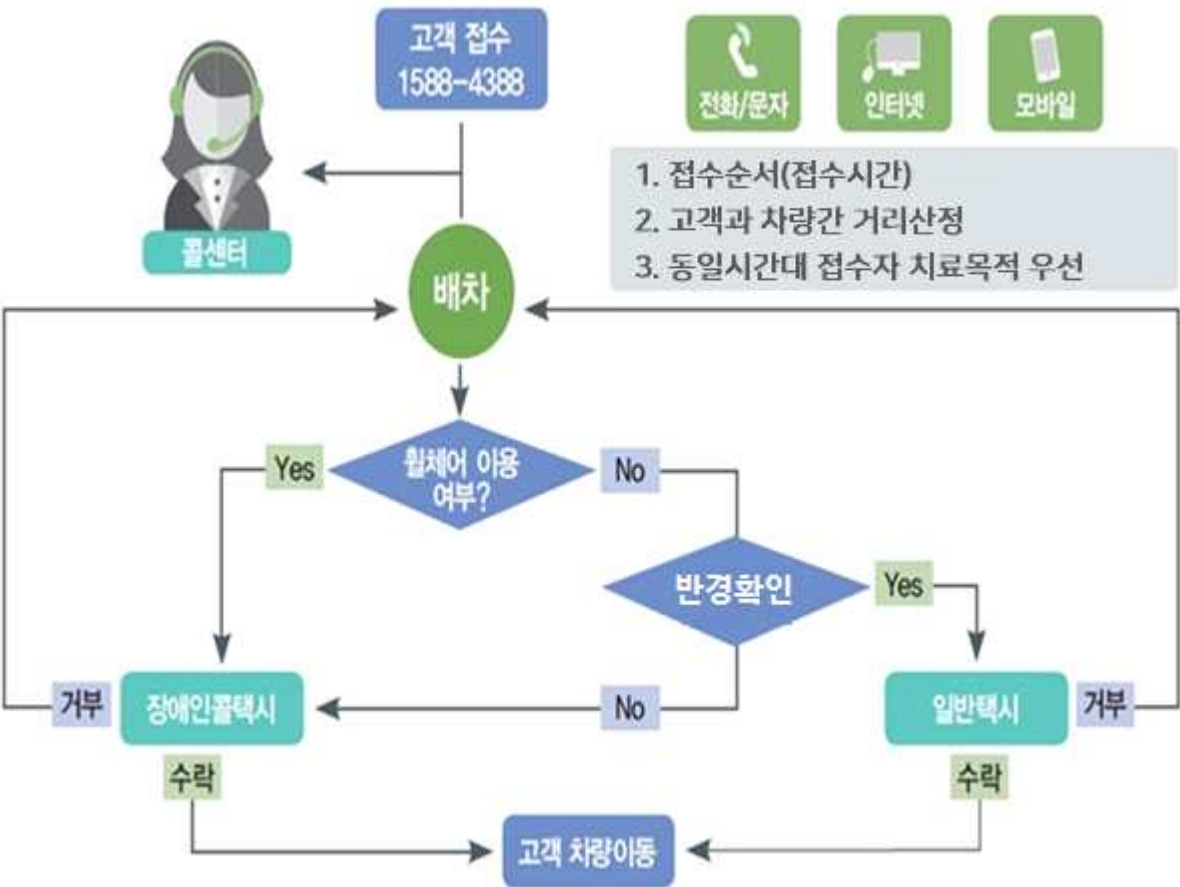 고객 접수
1588-4388
전화/문자
인터넷
모바일
1. 접수순서(접수시간)
2. 고객과 차량간 거리산정
3. 동일시간대 접수자 치료목적 우선
콜센터
배차
휠체어 이용
여부?
Yes
No
반경확인
Yes
거부
장애인콜택시
No
일반택시
거부
수락
수락
고객 차량이동